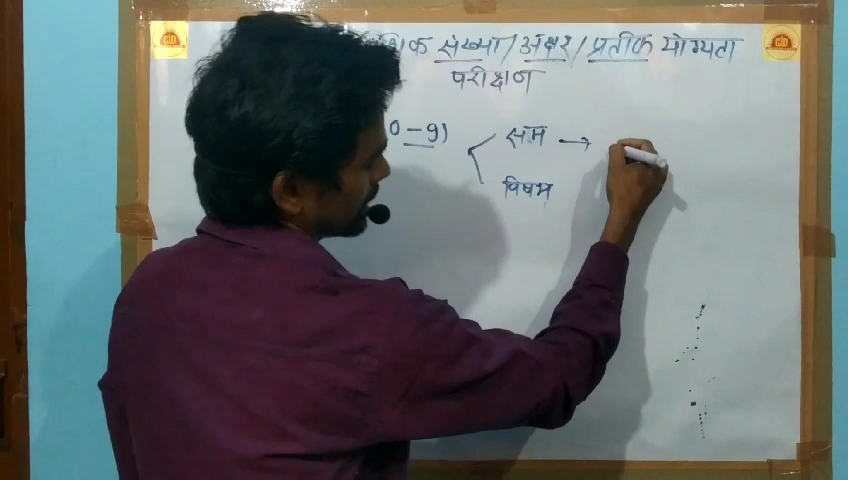 संख्या / अक्षर / प्रतीक योग्यता
परीक्षण
0 – 9)
सम →
विषम